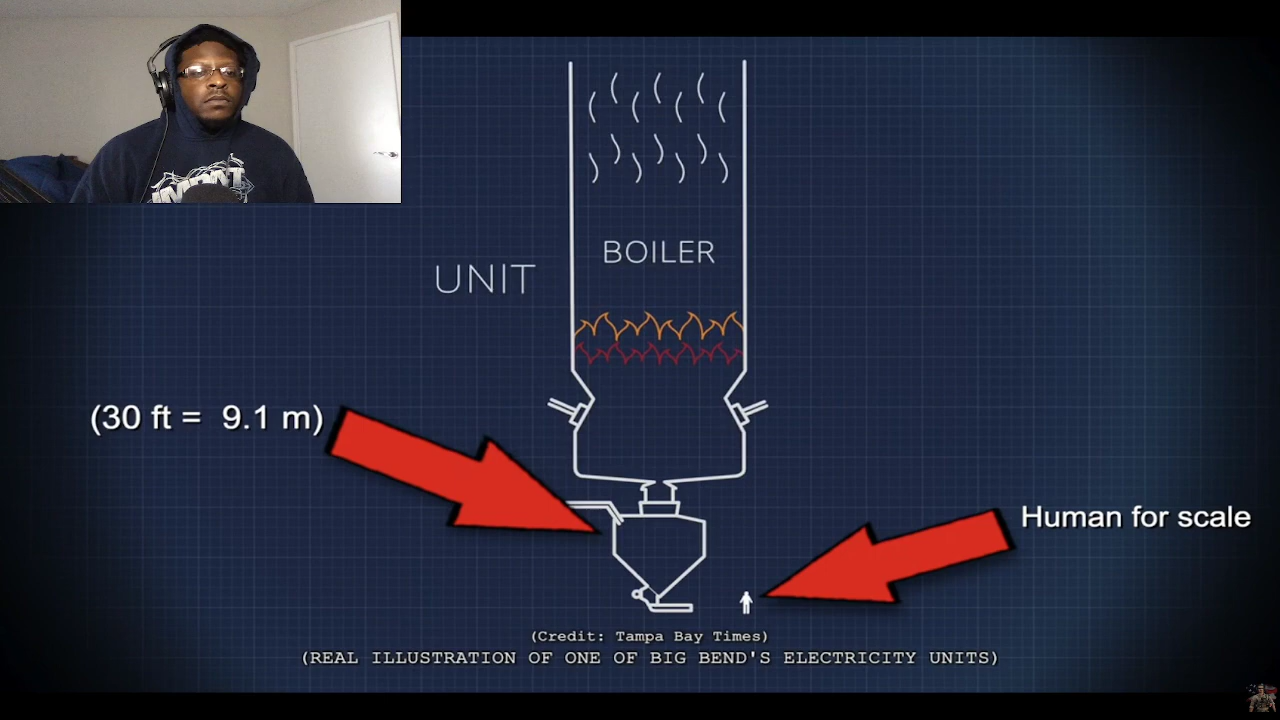 BOILER
UNIT
(30 ft = 9.1 m)
Human for scale
(Credit: Tampa Bay Times)
(REAL ILLUSTRATION OF ONE OF BIG BEND'S ELECTRICITY UNITS)